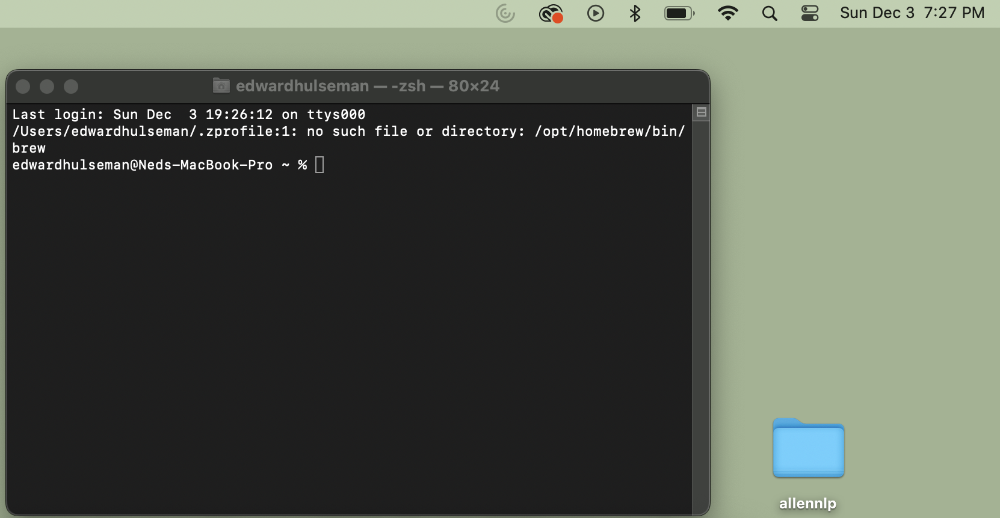 Sun Dec 3 7:27 PM
edwardhulseman — -zsh — 80×24
Last login: Sun Dec  3 19:26:12 on ttys000
/Users/edwardhulseman/.zprofile:1: no such file or directory: /opt/homebrew/bin/
brew
edwardhulseman@Neds-MacBook-Pro ~ %
allennlp